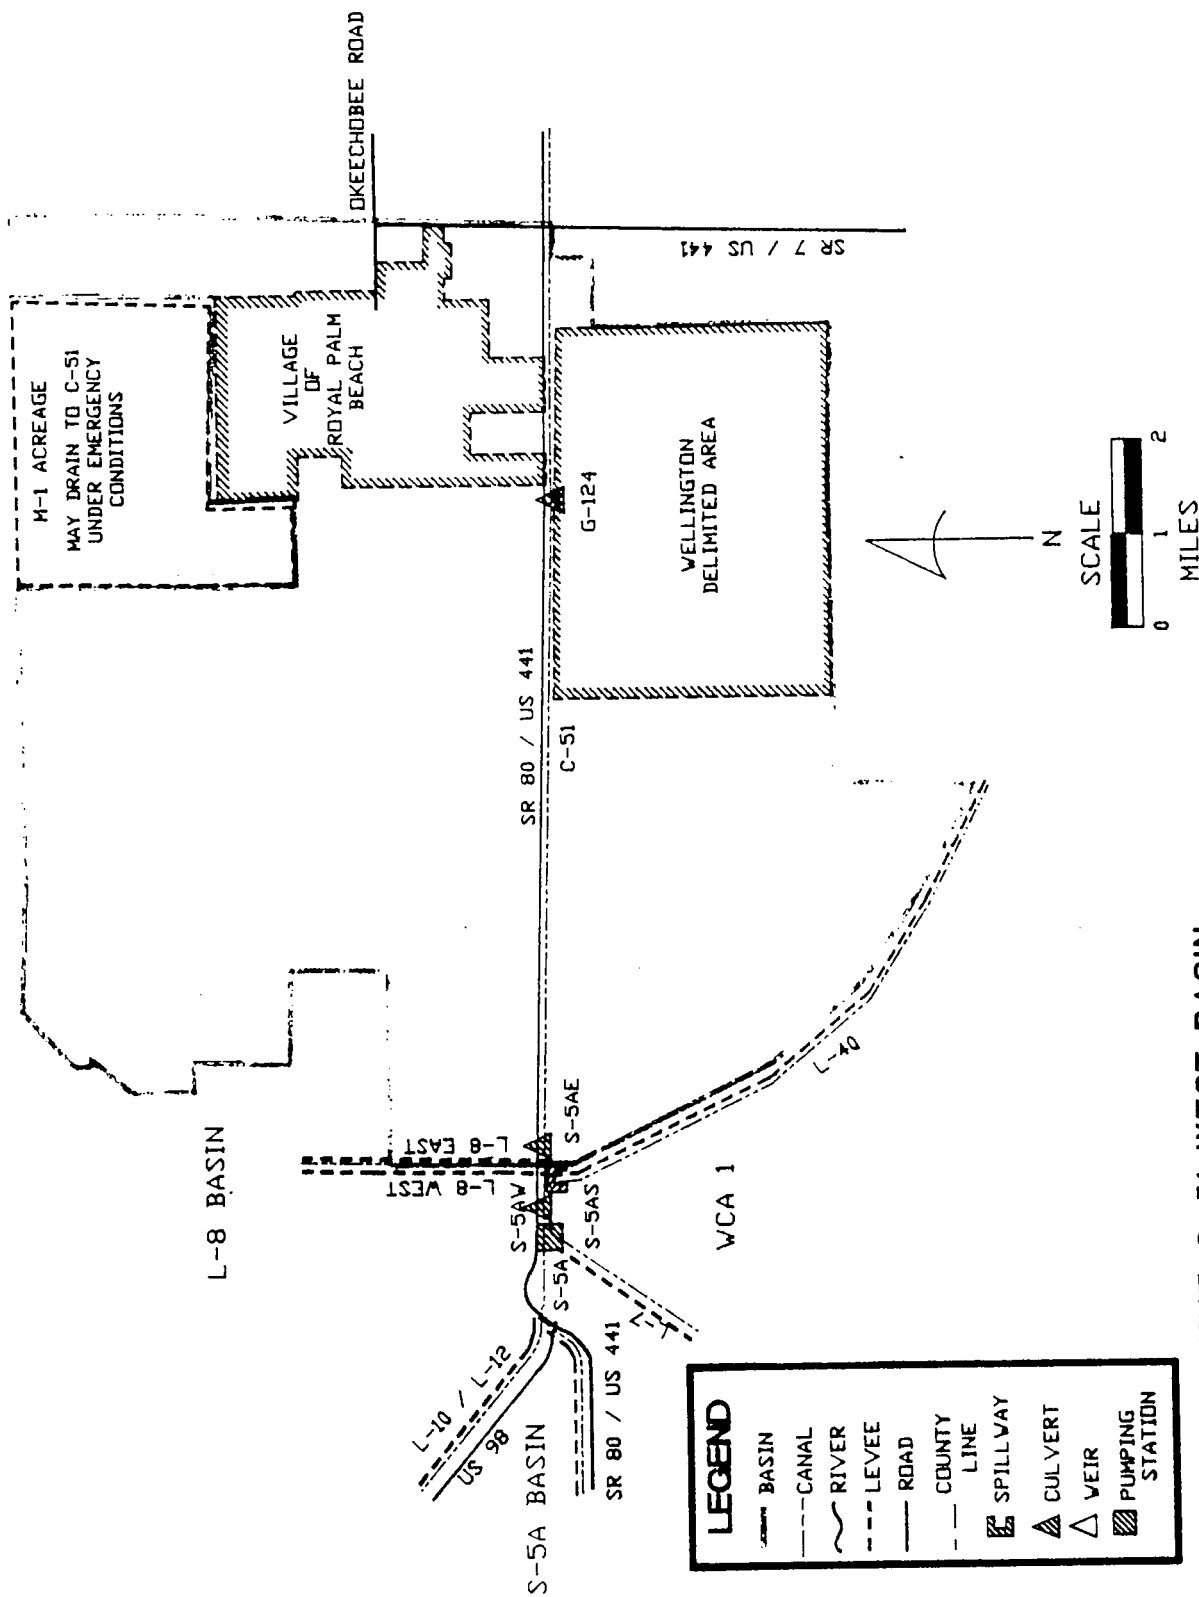 OKEECHOBEE ROAD
M-1 ACREAGE
MAY DRAIN TO C-51
UNDER EMERGENCY
CONDITIONS
VILLAGE
OF
ROYAL PALM
BEACH
SR 7 / US 441
G-124
WELLINGTON
DELIMITED AREA
SR 80 / US 441
C-51
N
SCALE
0 1 2
MILES
L-8 BASIN
L-8 EAST
L-8 WEST
S-5AE
S-5AW
S-5AS
S-5A
L-40
WCA 1
L-7
L-10 / L-12
US 98
SR 80 / US 441
S-5A BASIN
LEGEND
BASIN
CANAL
RIVER
LEVEE
ROAD
COUNTY
LINE
SPILLWAY
CULVERT
WEIR
PUMPING
STATION
WEST BASIN